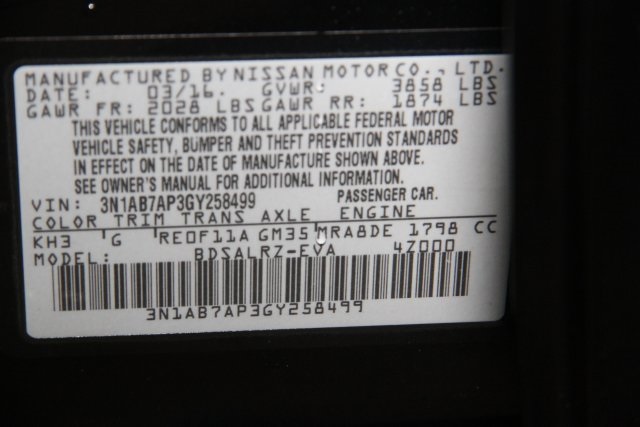 MANUFACTURED BY NISSAN MOTOR CO., LTD.
DATE: 03/16. GVWR: 3858 LBS
GAWR FR: 2028 LBS GAWR RR: 1874 LBS
THIS VEHICLE CONFORMS TO ALL APPLICABLE FEDERAL MOTOR
VEHICLE SAFETY, BUMPER AND THEFT PREVENTION STANDARDS
IN EFFECT ON THE DATE OF MANUFACTURE SHOWN ABOVE.
SEE OWNER'S MANUAL FOR ADDITIONAL INFORMATION.
VIN: 3N1AB7AP3GY258499 PASSENGER CAR.
COLOR TRIM TRANS AXLE ENGINE
KH3 G RE0F11A GM35 MRA8DE 1798 CC
MODEL: BDSALRZ-EVA 4Z000
3N1AB7AP3GY258499